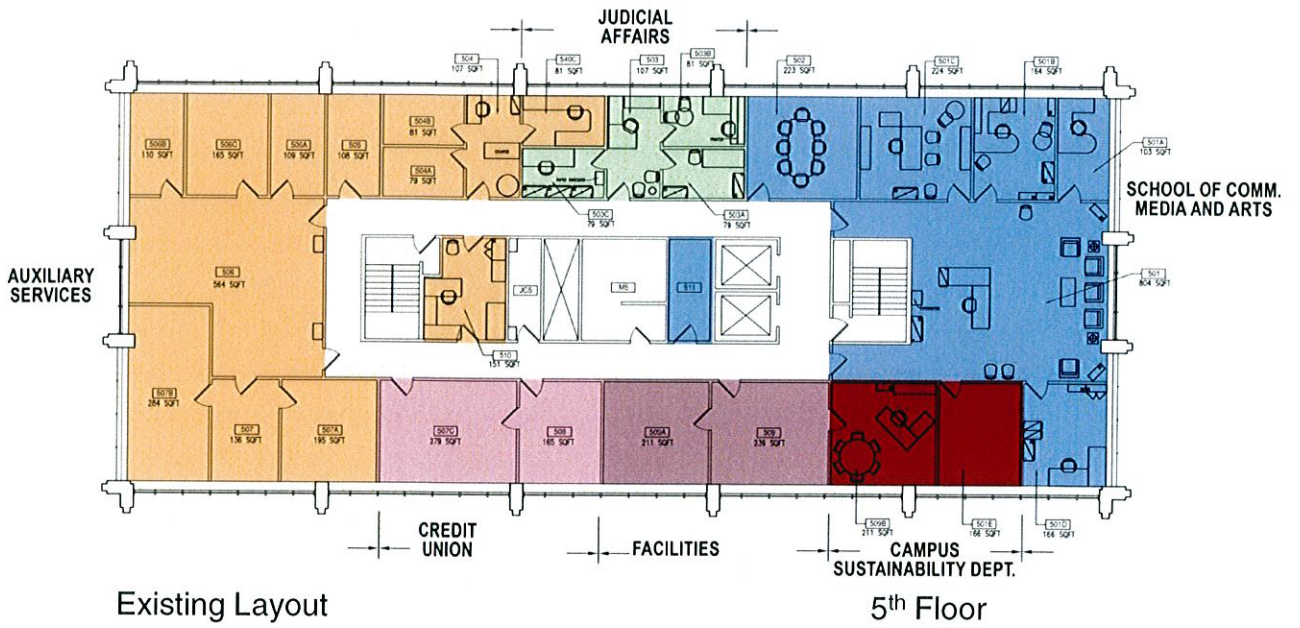 JUDICIAL
AFFAIRS
504
107 SQFT
540C
81 SQFT
503
107 SQFT
503B
81 SQFT
502
223 SQFT
501C
224 SQFT
501B
164 SQFT
506B
110 SQFT
506C
165 SQFT
506A
109 SQFT
505
108 SQFT
504B
81 SQFT
504A
79 SQFT
501A
103 SQFT
503C
79 SQFT
503A
79 SQFT
SCHOOL OF COMM.
MEDIA AND ARTS
AUXILIARY
SERVICES
506
564 SQFT
JC5
M5
511
501
804 SQFT
510
151 SQFT
507B
284 SQFT
507
136 SQFT
507A
195 SQFT
507C
279 SQFT
508
165 SQFT
509A
211 SQFT
509
239 SQFT
509B
211 SQFT
501E
166 SQFT
501D
166 SQFT
CREDIT
UNION
FACILITIES
CAMPUS
SUSTAINABILITY DEPT.
Existing Layout
5th Floor